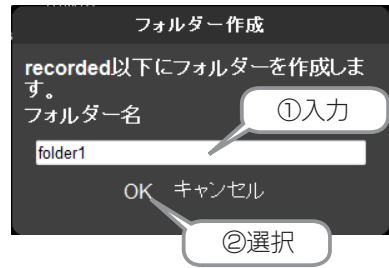 フォルダー作成
recorded以下にフォルダーを作成しま
す。
フォルダー名
①入力
folder1
OK キャンセル
②選択